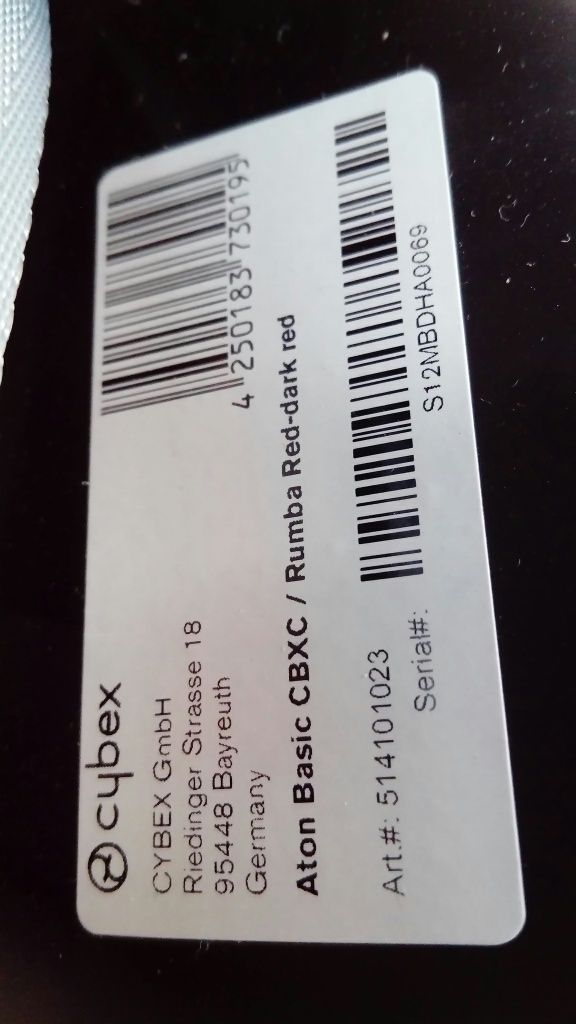 cybex
CYBEX GmbH
Riedinger Strasse 18
95448 Bayreuth
Germany
4 250183 730195
Aton Basic CBXC / Rumba Red-dark red
Art.#: 514101023
Serial#:
S12MBDHA0069